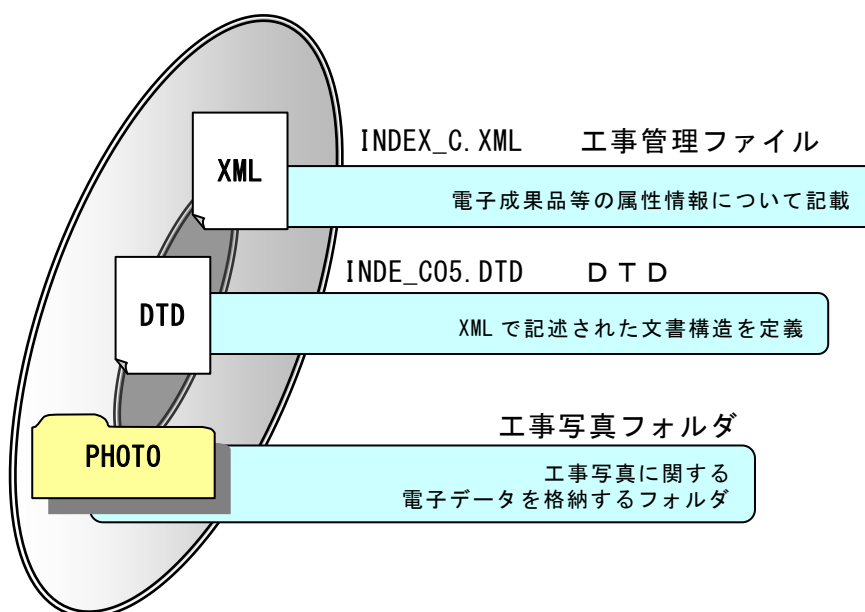 INDEX_C.XML 工事管理ファイル
XML
電子成果品等の属性情報について記載
INDE_C05.DTD DTD
DTD
XMLで記述された文書構造を定義
工事写真フォルダ
PHOTO
工事写真に関する
電子データを格納するフォルダ